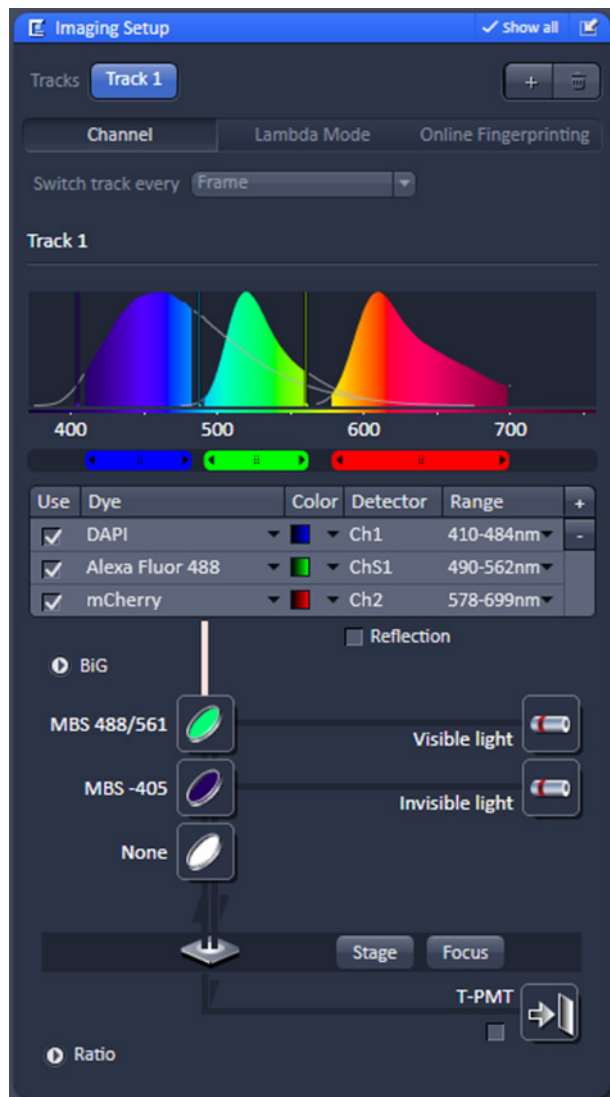 Imaging Setup ✓ Show all
Tracks Track 1 +
Channel Lambda Mode Online Fingerprinting
Switch track every Frame
Track 1
400 500 600 700
Use Dye Color Detector Range +
DAPI Ch1 410-484nm -
Alexa Fluor 488 ChS1 490-562nm
mCherry Ch2 578-699nm
Reflection
BiG
MBS 488/561
Visible light
MBS -405
Invisible light
None
Stage Focus
T-PMT
Ratio